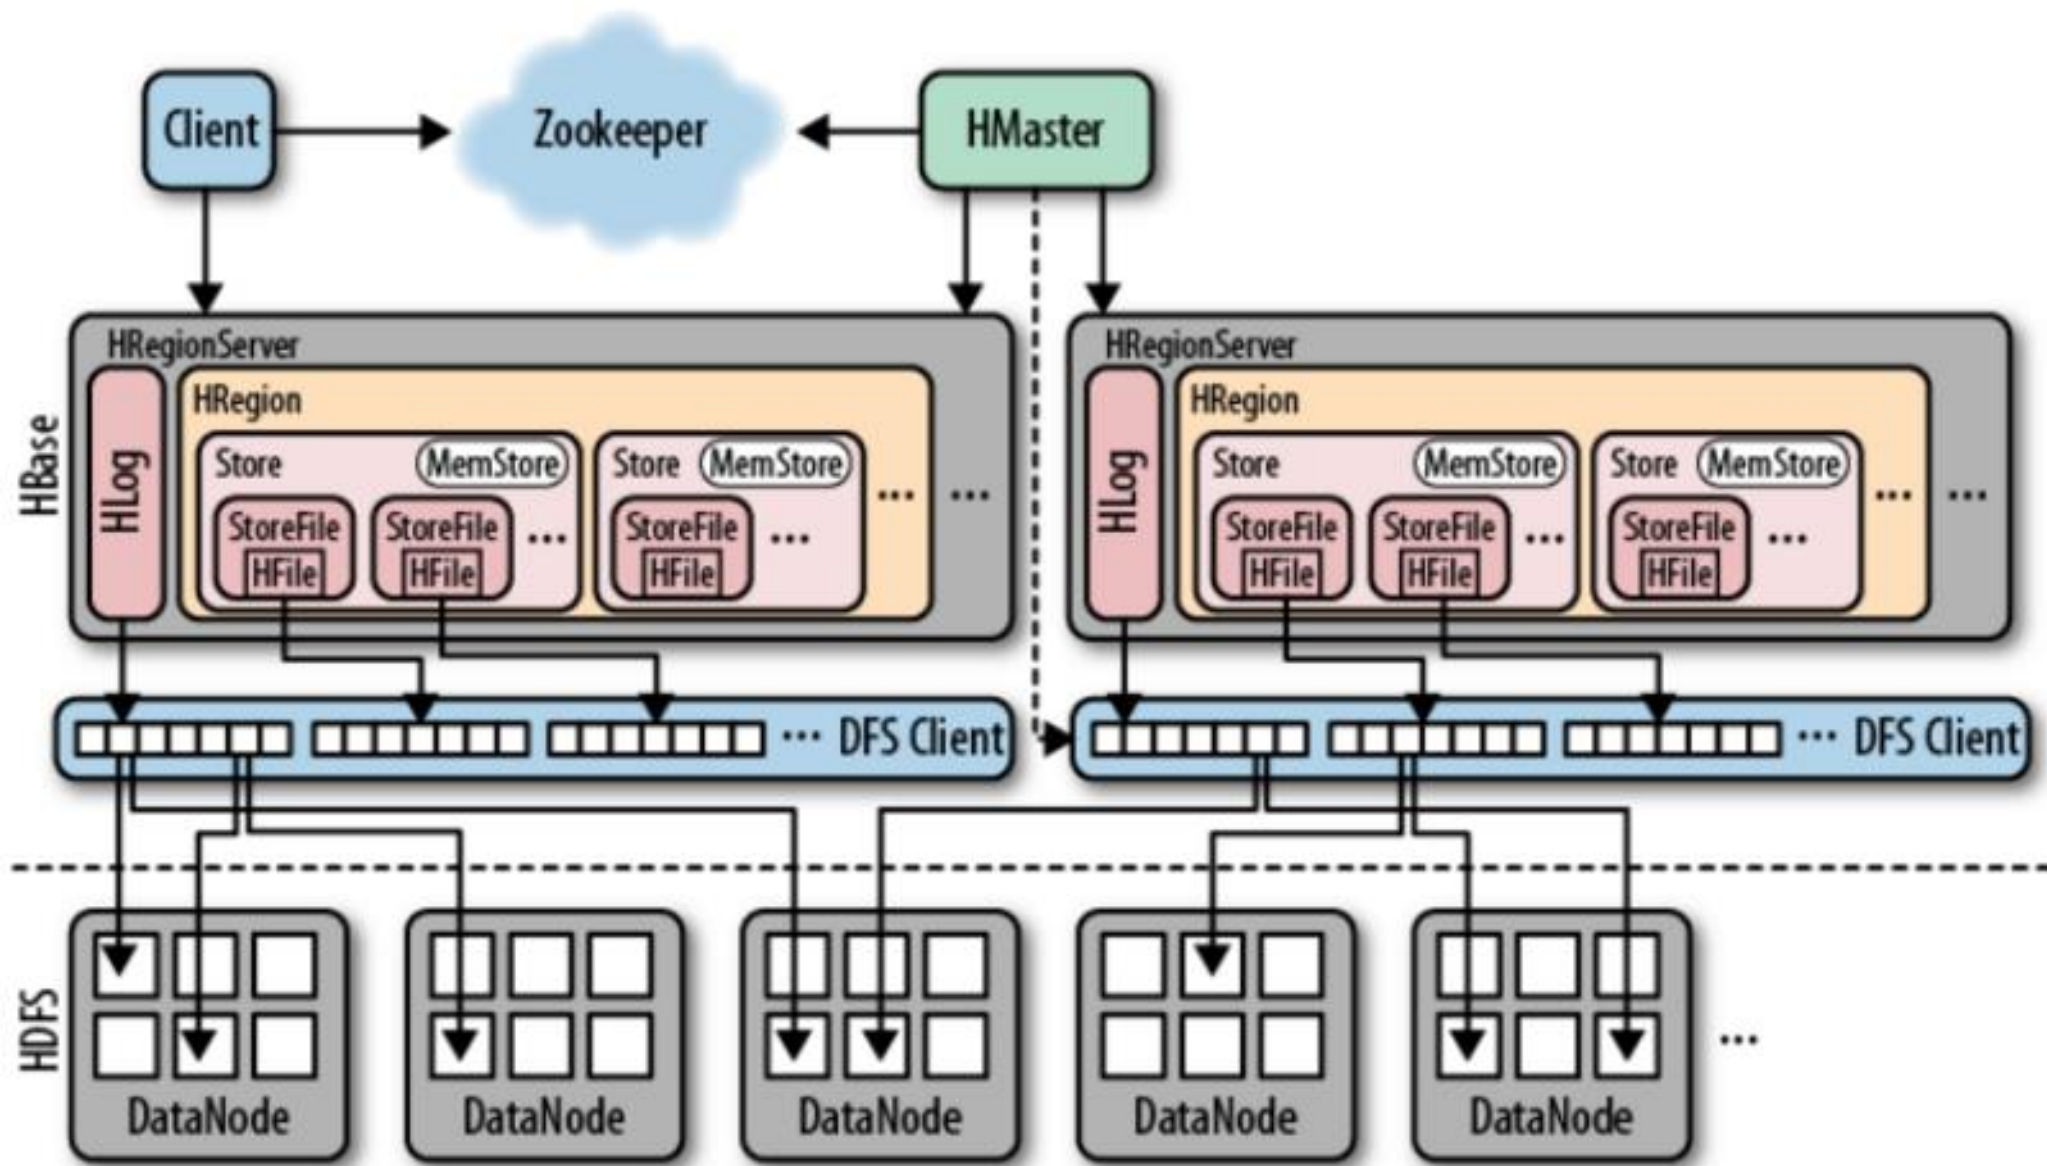 Client
Zookeeper
HMaster
HBase
HRegionServer
HLog
HRegion
Store
MemStore
StoreFile
HFile
StoreFile
HFile
...
Store
MemStore
StoreFile
HFile
...
...
...
HRegionServer
HLog
HRegion
Store
MemStore
StoreFile
HFile
StoreFile
HFile
...
Store
MemStore
StoreFile
HFile
...
...
...
... DFS Client
... DFS Client
HDFS
DataNode
DataNode
DataNode
DataNode
DataNode
...